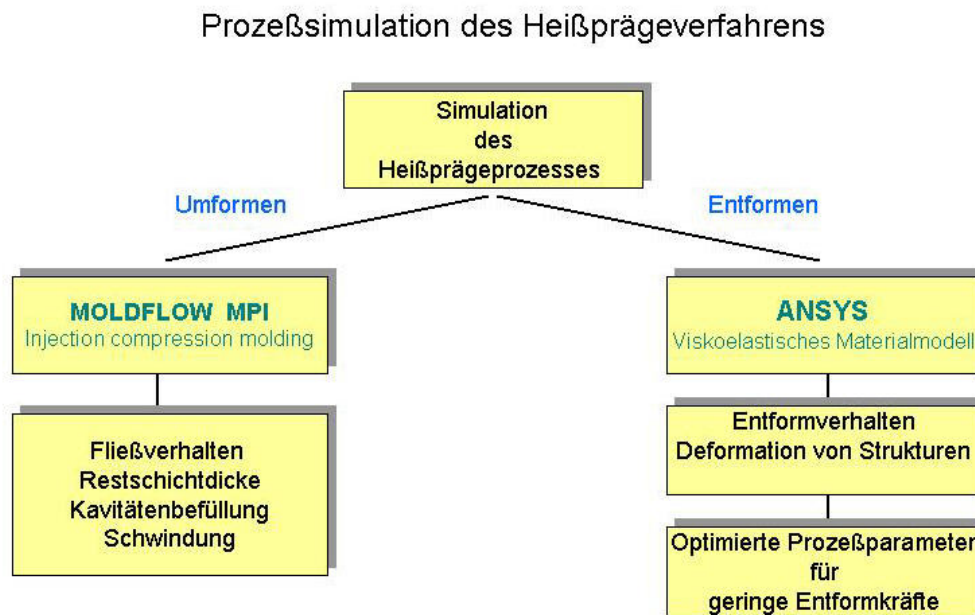 Prozeßsimulation des Heißprägeverfahrens
Simulation
des
Heißprägeprozesses
Umformen
Entformen
MOLDFLOW MPI
Injection compression molding
ANSYS
Viskoelastisches Materialmodell
Fließverhalten
Restschichtdicke
Kavitätenbefüllung
Schwindung
Entformverhalten
Deformation von Strukturen
Optimierte Prozeßparameter
für
geringe Entformkräfte